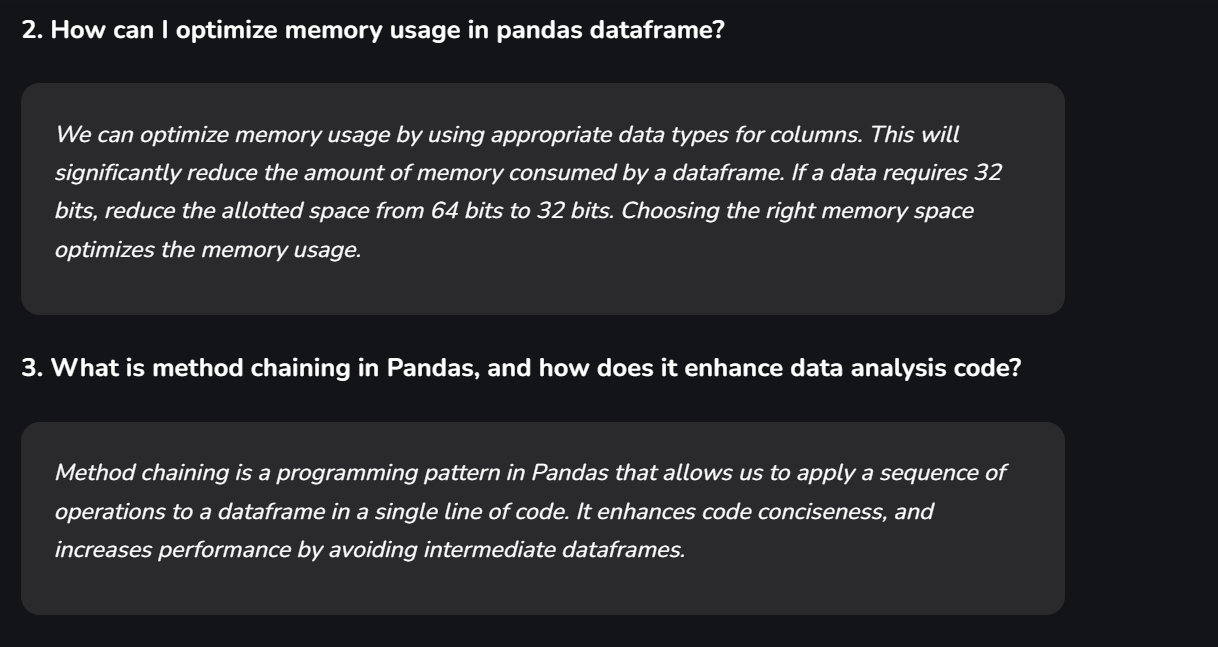 2. How can I optimize memory usage in pandas dataframe?
We can optimize memory usage by using appropriate data types for columns. This will
significantly reduce the amount of memory consumed by a dataframe. If a data requires 32
bits, reduce the allotted space from 64 bits to 32 bits. Choosing the right memory space
optimizes the memory usage.
3. What is method chaining in Pandas, and how does it enhance data analysis code?
Method chaining is a programming pattern in Pandas that allows us to apply a sequence of
operations to a dataframe in a single line of code. It enhances code conciseness, and
increases performance by avoiding intermediate dataframes.